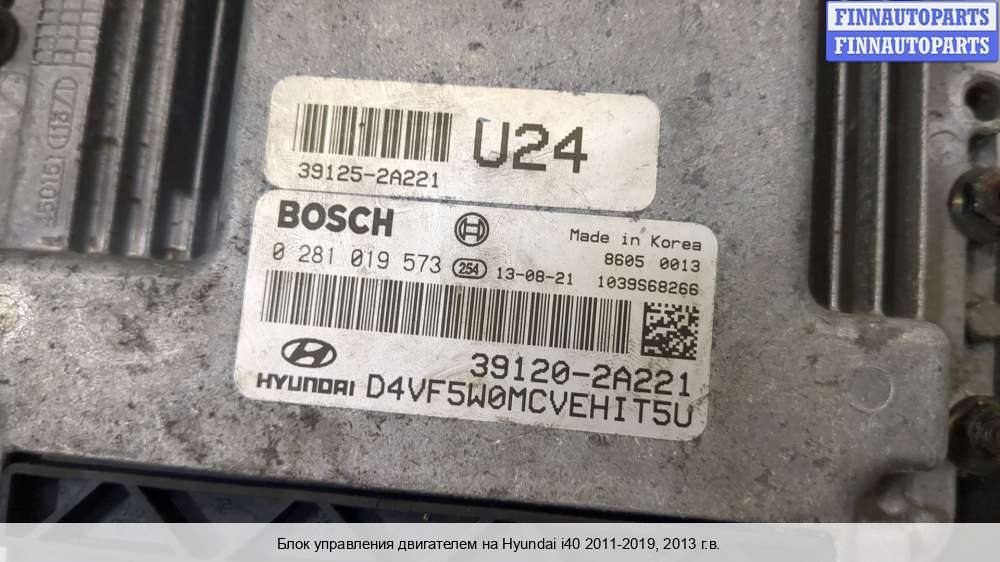 FINNAUTOPARTS
FINNAUTOPARTS
U24
39125-2A221
BOSCH
Made in Korea
8605 0013
0 281 019 573 254 13-08-21 1039S68266
39120-2A221
HYUNDAI D4VF5W0MCVEHIT5U
Блок управления двигателем на Hyundai i40 2011-2019, 2013 г.в.